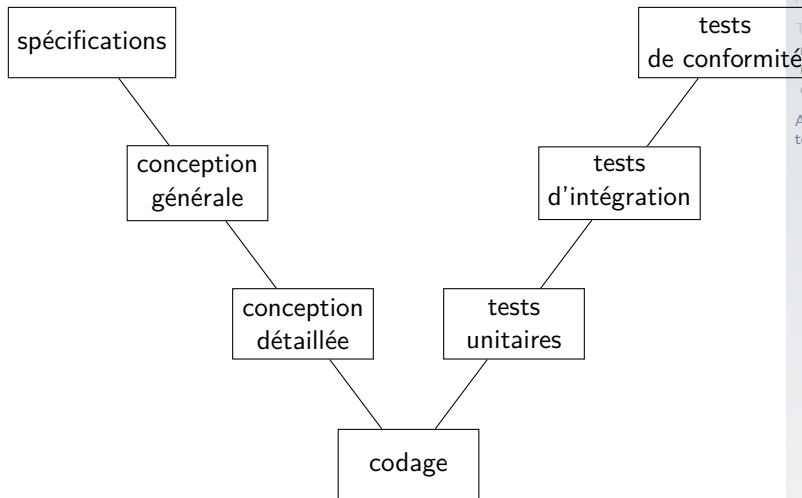 spécifications
tests
de conformité
conception
générale
tests
d'intégration
conception
détaillée
tests
unitaires
codage